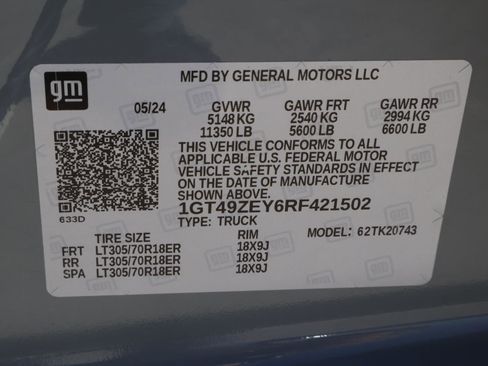 gm
MFD BY GENERAL MOTORS LLC
05/24 GVWR GAWR FRT GAWR RR
5148 KG 2540 KG 2994 KG
11350 LB 5600 LB 6600 LB
THIS VEHICLE CONFORMS TO ALL
APPLICABLE U.S. FEDERAL MOTOR
VEHICLE SAFETY STANDARDS IN EFFECT
ON THE DATE OF MANUFACTURE
SHOWN ABOVE.
633D 1GT49ZEY6RF421502
TYPE: TRUCK
TIRE SIZE RIM MODEL: 62TK20743
FRT LT305/70R18ER 18X9J
RR LT305/70R18ER 18X9J
SPA LT305/70R18ER 18X9J